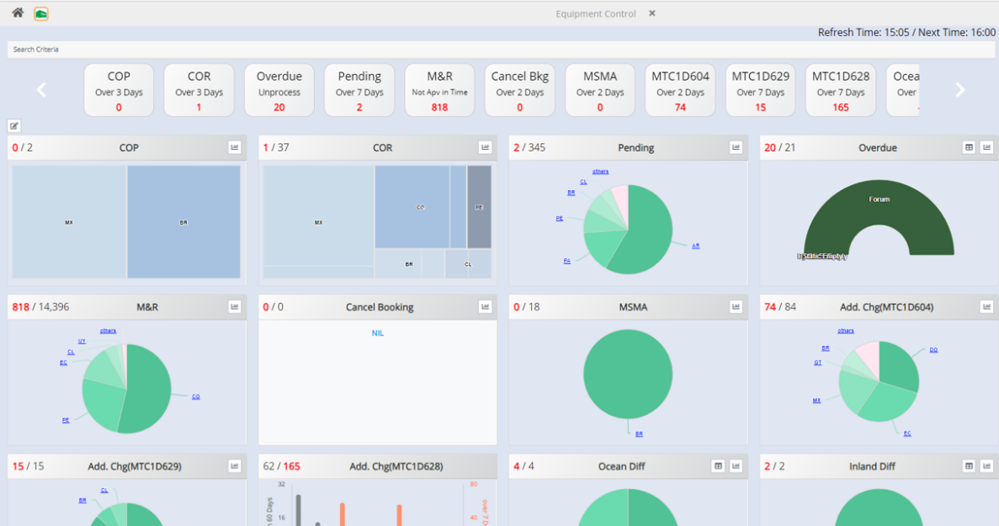 Equipment Control ×
Refresh Time: 15:05 / Next Time: 16:00
Search Criteria
COP
Over 3 Days
0
COR
Over 3 Days
1
Overdue
Unprocess
20
Pending
Over 7 Days
2
M&R
Not Apv in Time
818
Cancel Bkg
Over 2 Days
0
MSMA
Over 2 Days
0
MTC1D604
Over 2 Days
74
MTC1D629
Over 7 Days
15
MTC1D628
Over 7 Days
165
Ocea
Over
0 / 2 COP
MX
BR
1 / 37 COR
MX
CO
PE
BR
CL
2 / 345 Pending
others
CL
BR
PE
PA
AR
20 / 21 Overdue
Forum
818 / 14,396 M&R
others
UY
CL
EC
PE
CO
0 / 0 Cancel Booking
NIL
0 / 18 MSMA
BR
74 / 84 Add. Chg(MTC1D604)
others
BR
GT
MX
DO
EC
15 / 15 Add. Chg(MTC1D629)
CL
BR
62 / 165 Add. Chg(MTC1D628)
32
16
n 60 Days
80
40
over 7 D
4 / 4 Ocean Diff
2 / 2 Inland Diff